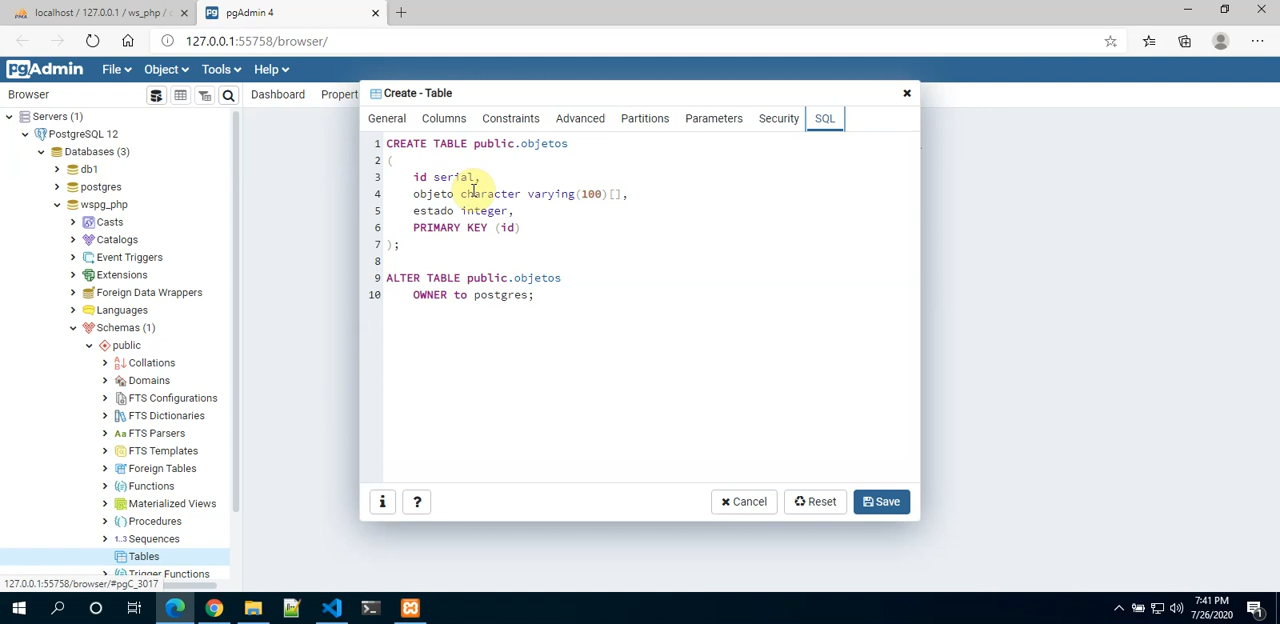 localhost / 127.0.0.1 / ws_php /
pgAdmin 4
127.0.0.1:55758/browser/
pgAdmin
File
Object
Tools
Help
Browser
Dashboard
Propert
Servers (1)
PostgreSQL 12
Databases (3)
db1
postgres
wspg_php
Casts
Catalogs
Event Triggers
Extensions
Foreign Data Wrappers
Languages
Schemas (1)
public
Collations
Domains
FTS Configurations
FTS Dictionaries
FTS Parsers
FTS Templates
Foreign Tables
Functions
Materialized Views
Procedures
1..3 Sequences
Tables
Trigger Functions
127.0.0.1:55758/browser/#pgC_3017
Create - Table
General
Columns
Constraints
Advanced
Partitions
Parameters
Security
SQL
1 CREATE TABLE public.objetos
2 (
3 id serial,
4 objeto character varying(100)[],
5 estado integer,
6 PRIMARY KEY (id)
7 );
8
9 ALTER TABLE public.objetos
10 OWNER to postgres;
i
?
Cancel
Reset
Save
7:41 PM
7/26/2020
1